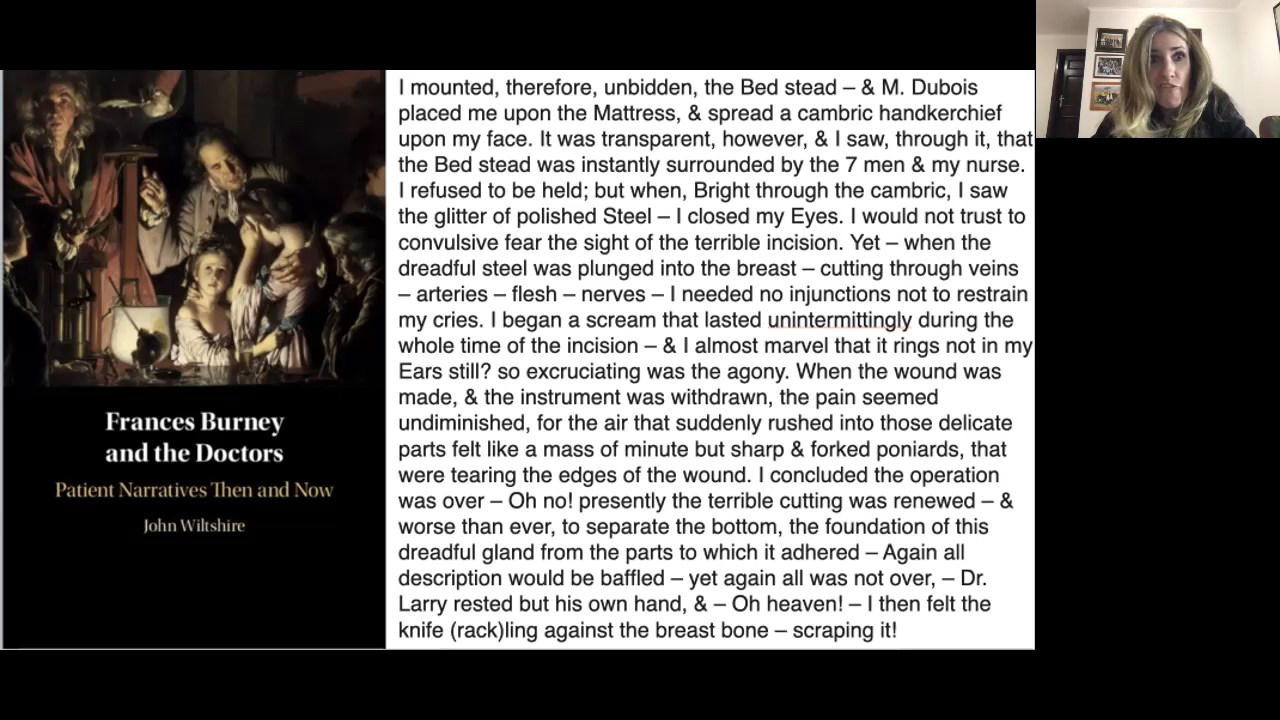 Frances Burney
and the Doctors
Patient Narratives Then and Now
John Wiltshire
I mounted, therefore, unbidden, the Bed stead – & M. Dubois
placed me upon the Mattress, & spread a cambric handkerchief
upon my face. It was transparent, however, & I saw, through it, that
the Bed stead was instantly surrounded by the 7 men & my nurse.
I refused to be held; but when, Bright through the cambric, I saw
the glitter of polished Steel – I closed my Eyes. I would not trust to
convulsive fear the sight of the terrible incision. Yet – when the
dreadful steel was plunged into the breast – cutting through veins
– arteries – flesh – nerves – I needed no injunctions not to restrain
my cries. I began a scream that lasted unintermittingly during the
whole time of the incision – & I almost marvel that it rings not in my
Ears still? so excruciating was the agony. When the wound was
made, & the instrument was withdrawn, the pain seemed
undiminished, for the air that suddenly rushed into those delicate
parts felt like a mass of minute but sharp & forked poniards, that
were tearing the edges of the wound. I concluded the operation
was over – Oh no! presently the terrible cutting was renewed – &
worse than ever, to separate the bottom, the foundation of this
dreadful gland from the parts to which it adhered – Again all
description would be baffled – yet again all was not over, – Dr.
Larry rested but his own hand, & – Oh heaven! – I then felt the
knife (rack)ling against the breast bone – scraping it!